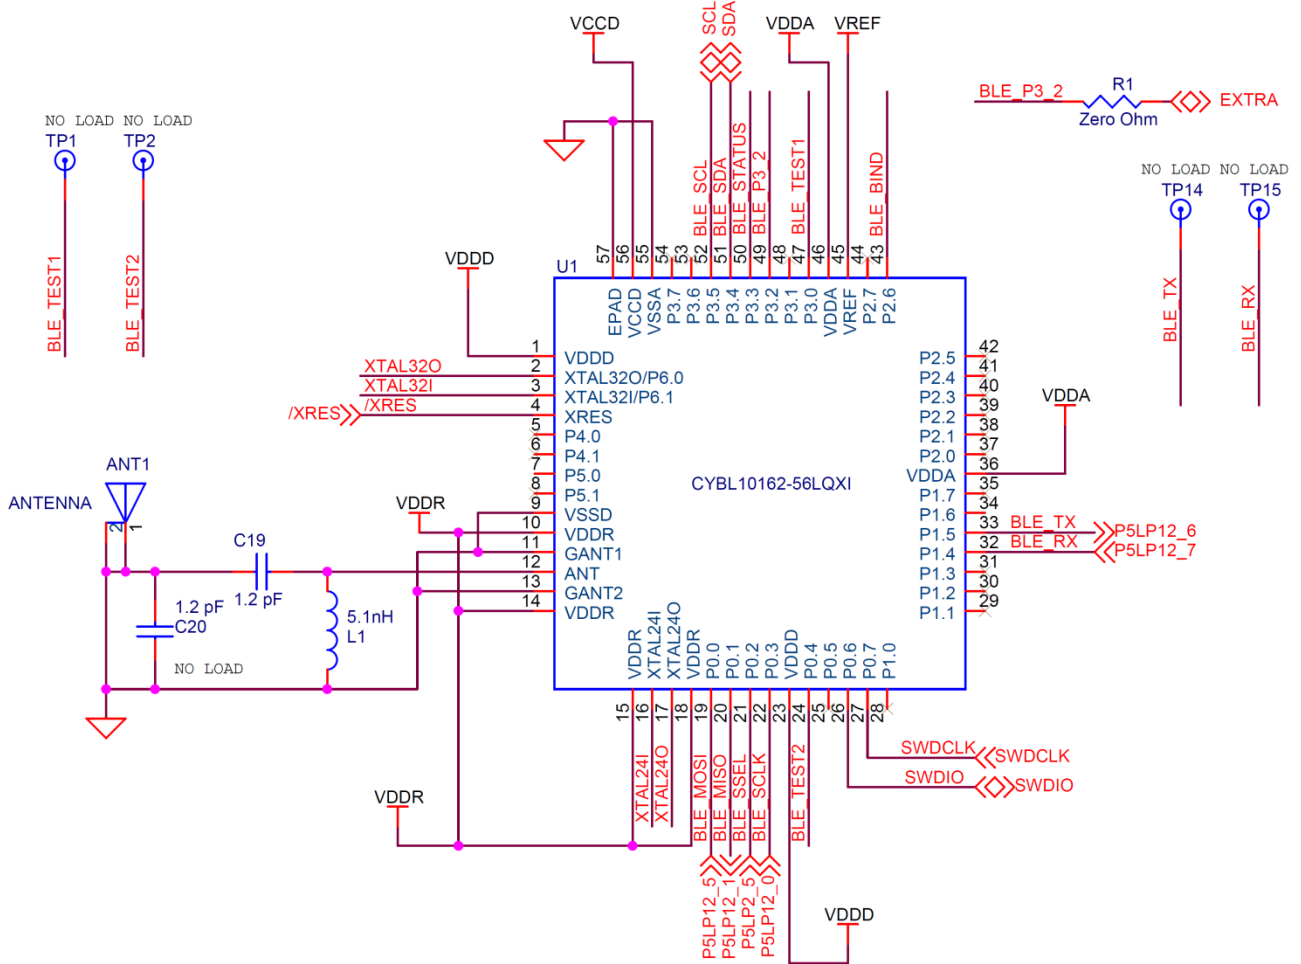 VCCD
SCL
SDA
VDDA
VREF
BLE_P3_2
R1
Zero Ohm
EXTRA
NO LOAD
TP1
NO LOAD
TP2
BLE_TEST1
BLE_TEST2
NO LOAD
TP14
NO LOAD
TP15
BLE_TX
BLE_RX
BLE_SCL
BLE_SDA
BLE_STATUS
BLE_P3_2
BLE_TEST1
BLE_BIND
57
56
55
54
53
52
51
50
49
48
47
46
45
44
43
U1
EPAD
VCCD
VSSA
P3.7
P3.6
P3.5
P3.4
P3.3
P3.2
P3.1
P3.0
VDDA
VREF
P2.7
P2.6
VDDD
XTAL32O
XTAL32I
/XRES
/XRES
1 VDDD
2 XTAL32O/P6.0
3 XTAL32I/P6.1
4 XRES
5 P4.0
6 P4.1
7 P5.0
8 P5.1
9 VSSD
10 VDDR
11 GANT1
12 ANT
13 GANT2
14 VDDR
CYBL10162-56LQXI
P2.5 42
P2.4 41
P2.3 40
P2.2 39
P2.1 38
P2.0 37
VDDA 36
P1.7 35
P1.6 34
P1.5 33
P1.4 32
P1.3 31
P1.2 30
P1.1 29
VDDA
BLE_TX
P5LP12_6
BLE_RX
P5LP12_7
ANT1
ANTENNA
2
1
VDDR
C19
1.2 pF
1.2 pF
C20
NO LOAD
5.1nH
L1
VDDR
XTAL24I
XTAL24O
VDDR
P0.0
P0.1
P0.2
P0.3
VDDD
P0.4
P0.5
P0.6
P0.7
P1.0
15
16
17
18
19
20
21
22
23
24
25
26
27
28
VDDR
XTAL24I
XTAL24O
BLE_MOSI
BLE_MISO
BLE_SSEL
BLE_SCLK
BLE_TEST2
SWDCLK
SWDCLK
SWDIO
SWDIO
P5LP12_5
P5LP12_1
P5LP2_5
P5LP12_0
VDDD